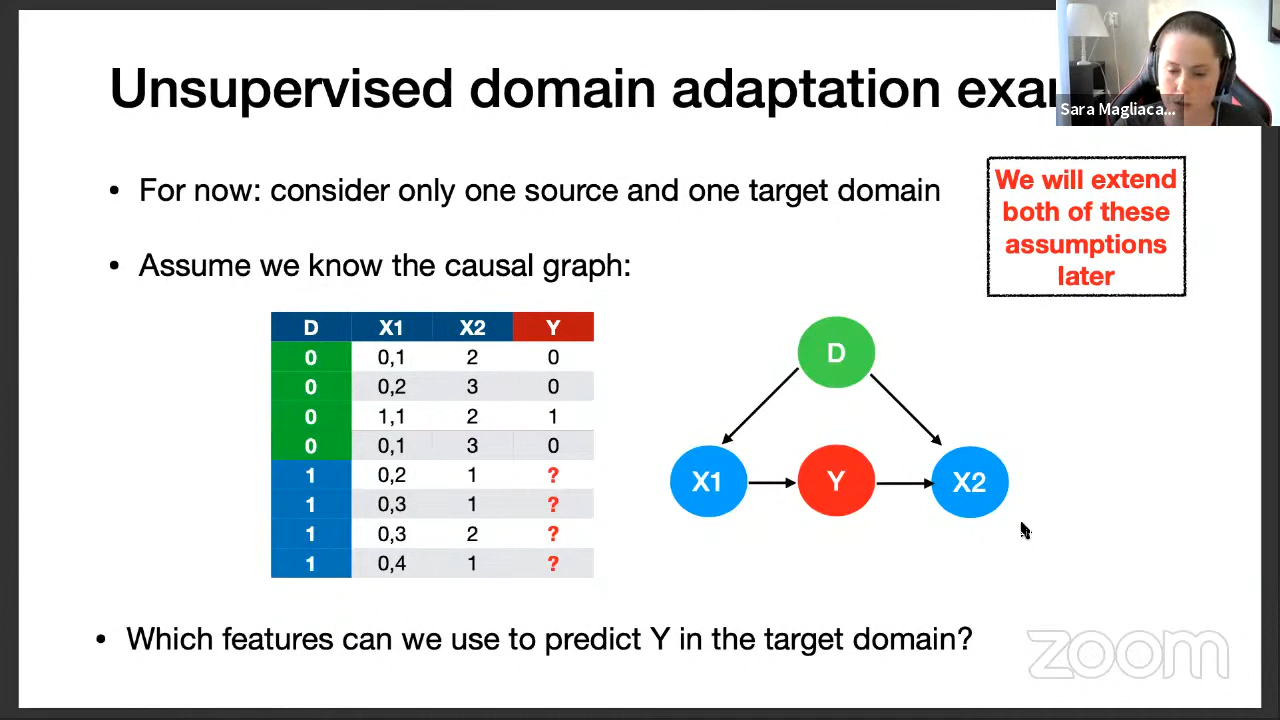 Unsupervised domain adaptation exa
Sara Magliaca...
• For now: consider only one source and one target domain
We will extend
both of these
assumptions
later
• Assume we know the causal graph:
D X1 X2 Y
0 0,1 2 0
0 0,2 3 0
0 1,1 2 1
0 0,1 3 0
1 0,2 1 ?
1 0,3 1 ?
1 0,3 2 ?
1 0,4 1 ?
D
X1 Y X2
• Which features can we use to predict Y in the target domain?
zoom